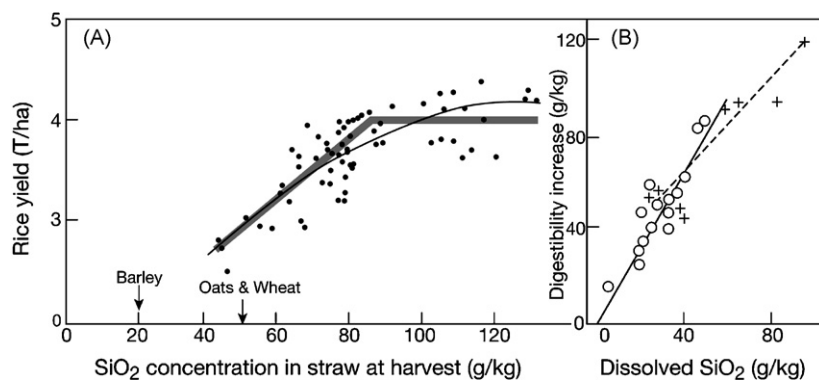 (A)
Rice yield (T/ha)
5
4
3
0
Barley
Oats & Wheat
0 20 40 60 80 100 120
SiO2 concentration in straw at harvest (g/kg)
(B)
Digestibility increase (g/kg)
120
80
40
0
0 40 80
Dissolved SiO2 (g/kg)